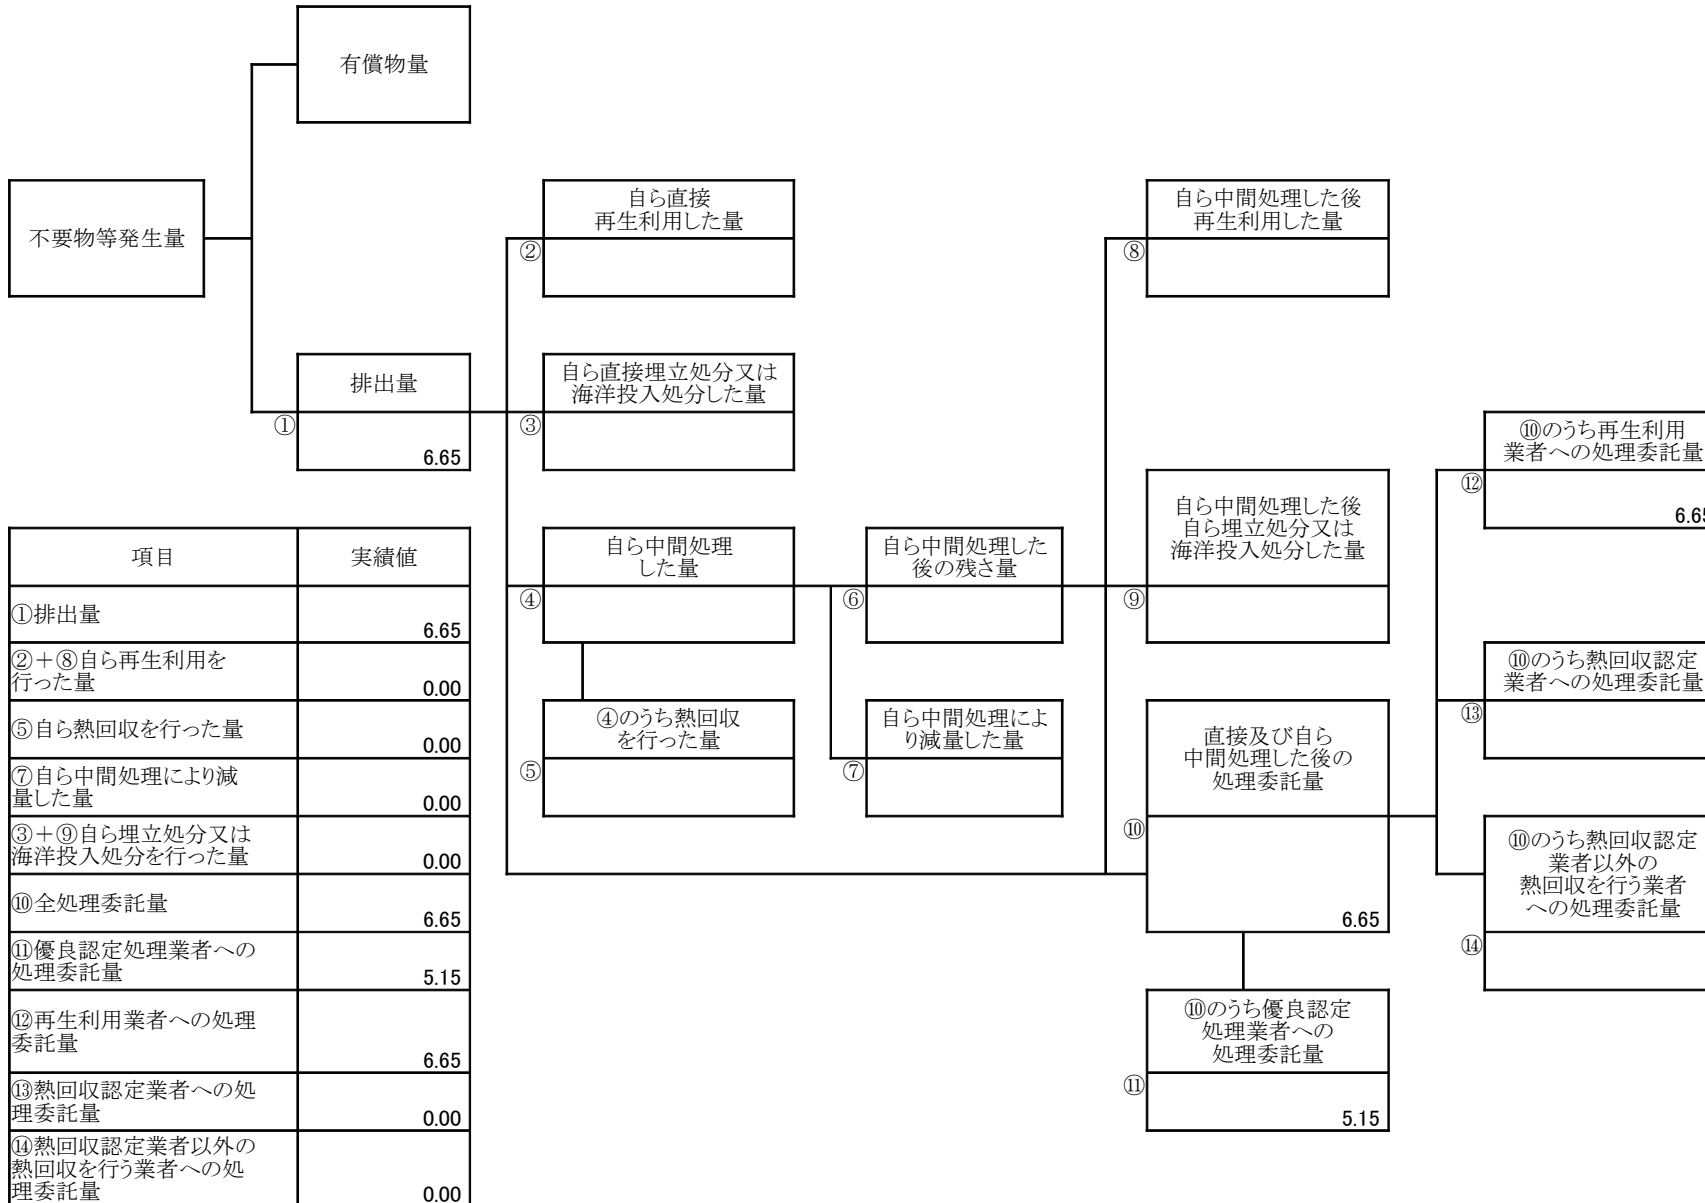 有償物量
不要物等発生量
自ら直接
再生利用した量
②
自ら中間処理した後
再生利用した量
⑧
排出量
①
6.65
自ら直接埋立処分又は
海洋投入処分した量
③
⑩のうち再生利用
業者への処理委託量
⑫
6.65
自ら中間処理した後
自ら埋立処分又は
海洋投入処分した量
⑨
自ら中間処理
した量
④
自ら中間処理した
後の残さ量
⑥
④のうち熱回収
を行った量
⑤
自ら中間処理によ
り減量した量
⑦
直接及び自ら
中間処理した後の
処理委託量
⑩
6.65
⑩のうち熱回収認定
業者への処理委託量
⑬
⑩のうち熱回収認定
業者以外の
熱回収を行う業者
への処理委託量
⑭
⑩のうち優良認定
処理業者への
処理委託量
⑪
5.15
項目 実績値
①排出量
6.65
②+⑧自ら再生利用を
行った量
0.00
⑤自ら熱回収を行った量
0.00
⑦自ら中間処理により減
量した量
0.00
③+⑨自ら埋立処分又は
海洋投入処分を行った量
0.00
⑩全処理委託量
6.65
⑪優良認定処理業者への
処理委託量
5.15
⑫再生利用業者への処理
委託量
6.65
⑬熱回収認定業者への処
理委託量
0.00
⑭熱回収認定業者以外の
熱回収を行う業者への処
理委託量
0.00